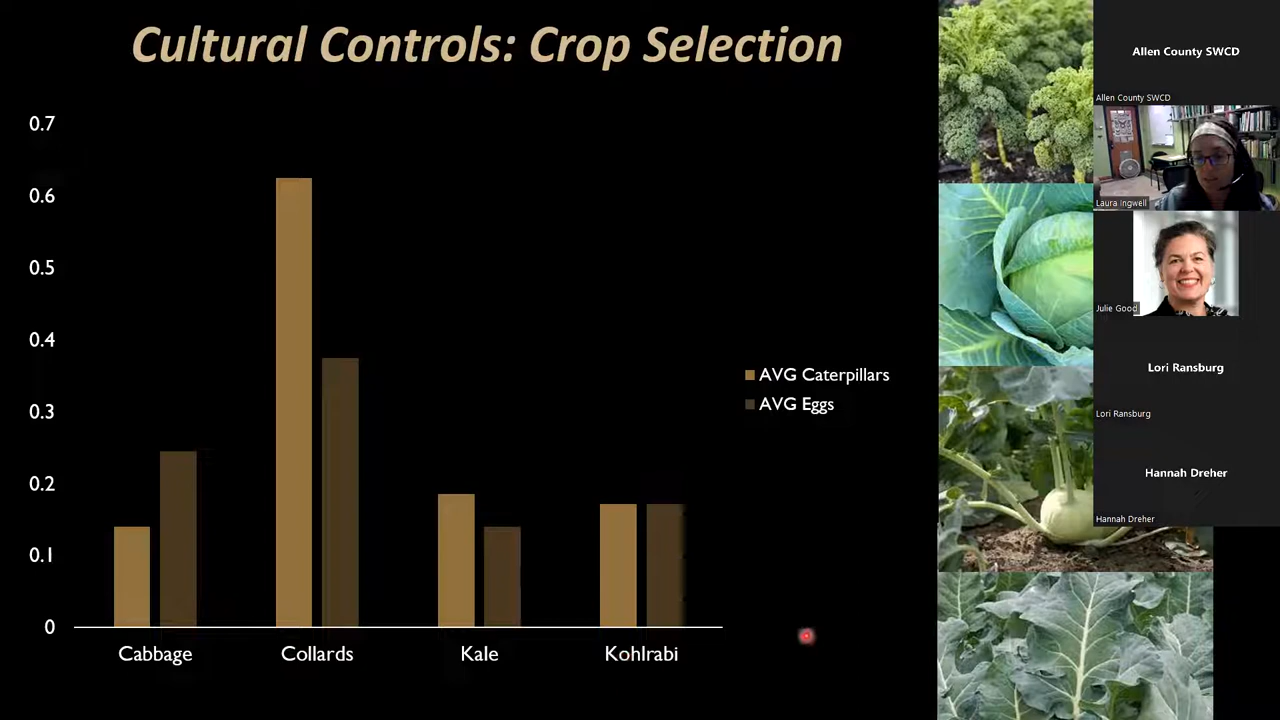 Cultural Controls: Crop Selection
0.7
0.6
0.5
0.4
0.3
0.2
0.1
0
Cabbage
Collards
Kale
Kohlrabi
AVG Caterpillars
AVG Eggs
Allen County SWCD
Allen County SWCD
Laura Ingwell
Julie Good
Lori Ransburg
Lori Ransburg
Hannah Dreher
Hannah Dreher